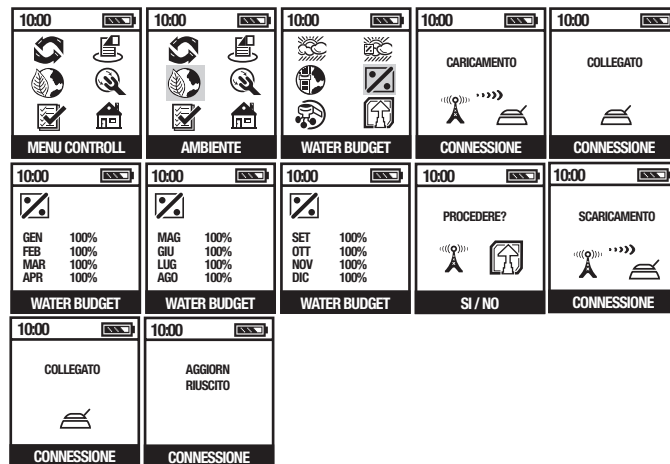 10:00
MENU CONTROLL
10:00
AMBIENTE
10:00
WATER BUDGET
10:00
CARICAMENTO
CONNESSIONE
10:00
COLLEGATO
CONNESSIONE
10:00
GEN 100%
FEB 100%
MAR 100%
APR 100%
WATER BUDGET
10:00
MAG 100%
GIU 100%
LUG 100%
AGO 100%
WATER BUDGET
10:00
SET 100%
OTT 100%
NOV 100%
DIC 100%
WATER BUDGET
10:00
PROCEDERE?
SI / NO
10:00
SCARICAMENTO
CONNESSIONE
10:00
COLLEGATO
CONNESSIONE
10:00
AGGIORN
RIUSCITO
CONNESSIONE